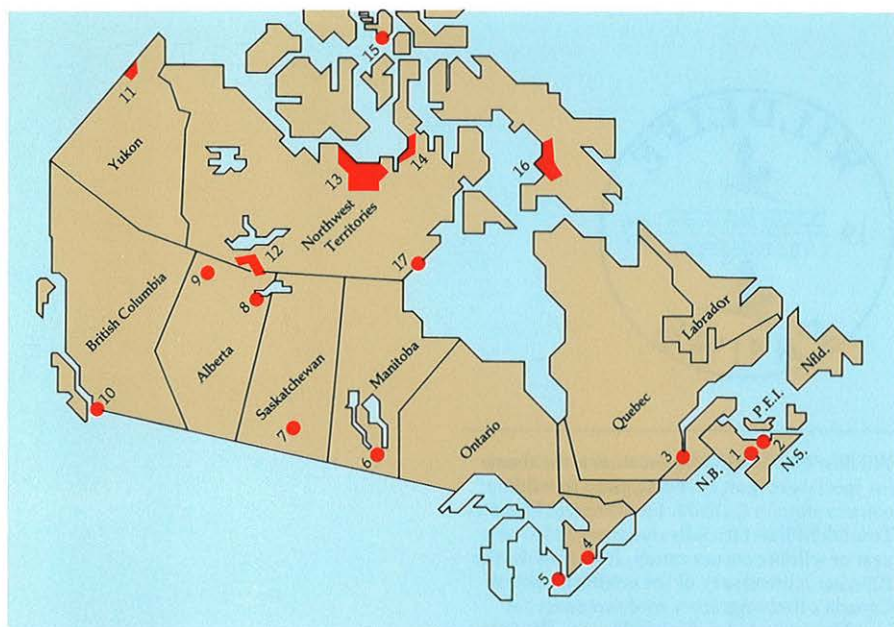 15
11
Yukon
14
16
13
Northwest
Territories
12
17
9
8
British Columbia
Labrador
Alberta
Nfld.
Manitoba
Saskatchewan
Quebec
P.E.I.
10
Ontario
7
6
3
N.B.
1
2
N.S.
4
5